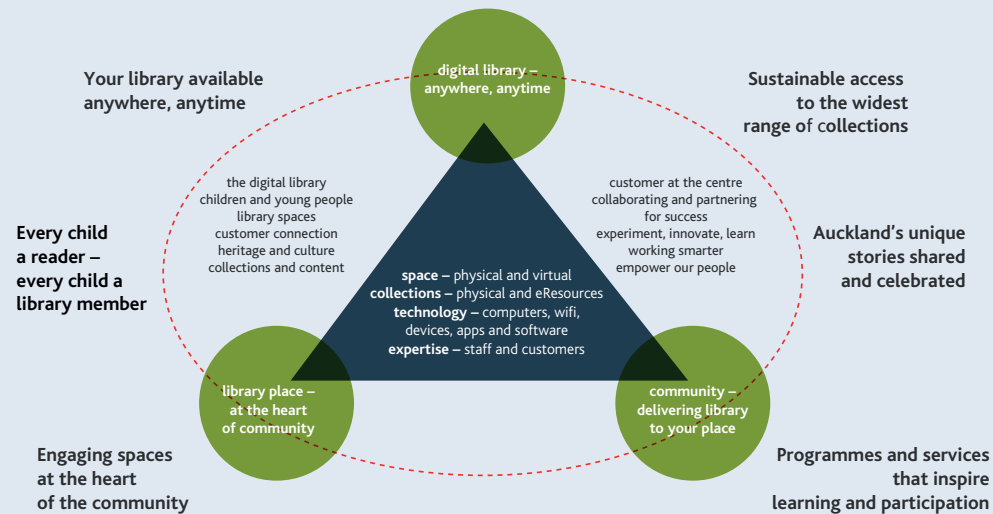 digital library –
anywhere, anytime
Your library available
anywhere, anytime
Sustainable access
to the widest
range of collections
the digital library
children and young people
library spaces
customer connection
heritage and culture
collections and content
customer at the centre
collaborating and partnering
for success
experiment, innovate, learn
working smarter
empower our people
Every child
a reader –
every child a
library member
Auckland's unique
stories shared
and celebrated
space – physical and virtual
collections – physical and eResources
technology – computers, wifi,
devices, apps and software
expertise – staff and customers
library place –
at the heart
of community
community –
delivering library
to your place
Engaging spaces
at the heart
of the community
Programmes and services
that inspire
learning and participation